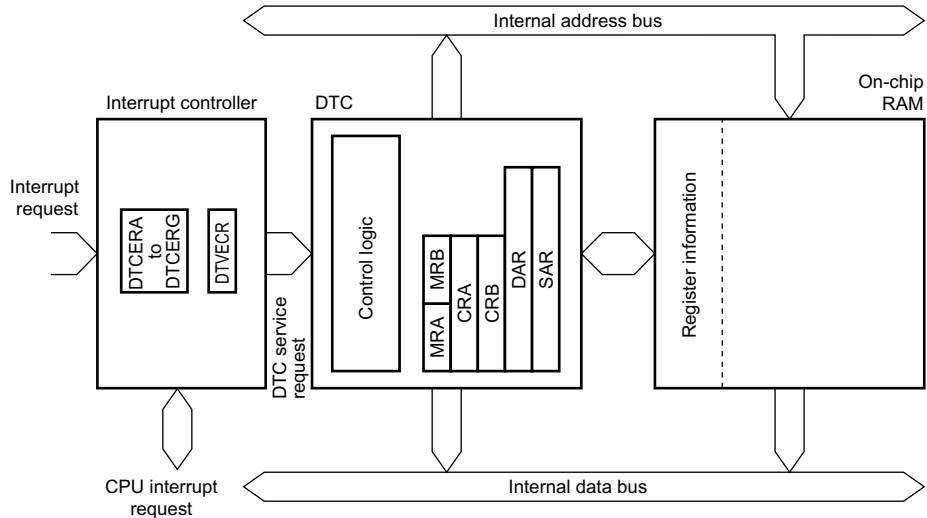 Internal address bus
Interrupt controller
DTC
On-chip
RAM
Interrupt
request
DTCERA
to
DTCERG
DTVECR
DTC service
request
Control logic
MRA
MRB
CRA
CRB
DAR
SAR
Register information
CPU interrupt
request
Internal data bus